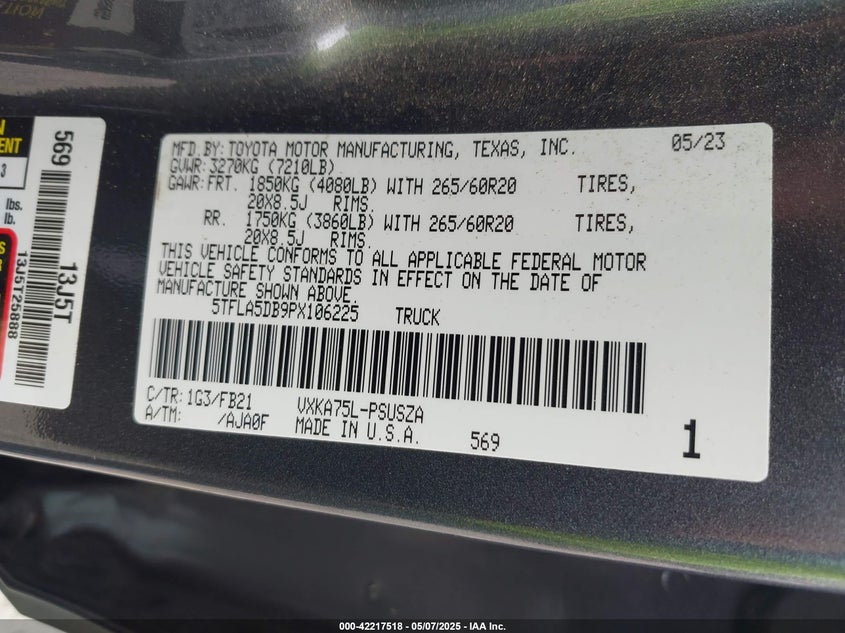 MFD.BY: TOYOTA MOTOR MANUFACTURING, TEXAS, INC. 05/23
GVWR: 3270KG (7210LB)
GAWR: FRT. 1850KG (4080LB) WITH 265/60R20 TIRES,
20X8.5J RIMS.
RR. 1750KG (3860LB) WITH 265/60R20 TIRES,
20X8.5J RIMS.
THIS VEHICLE CONFORMS TO ALL APPLICABLE FEDERAL MOTOR
VEHICLE SAFETY STANDARDS IN EFFECT ON THE DATE OF
MANUFACTURE SHOWN ABOVE.
5TFLA5DB9PX106225 TRUCK
C/TR: 1G3/FB21 VXKA75L-PSUSZA
A/TM: /AJA0F MADE IN U.S.A. 569 1
569
13J5T
13J5T25888
lbs.
lb.
000-42217518 — 05/07/2025 — IAA Inc.